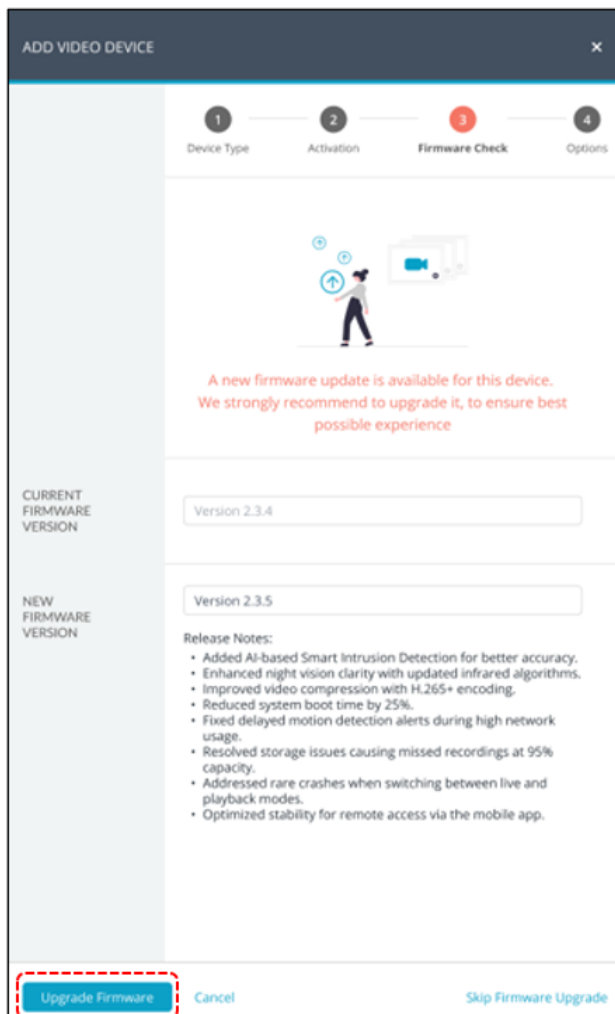 ADD VIDEO DEVICE
×
1
2
3
4
Device Type
Activation
Firmware Check
Options
A new firmware update is available for this device.
We strongly recommend to upgrade it, to ensure best
possible experience
CURRENT
FIRMWARE
VERSION
Version 2.3.4
NEW
FIRMWARE
VERSION
Version 2.3.5
Release Notes:
• Added AI-based Smart Intrusion Detection for better accuracy.
• Enhanced night vision clarity with updated infrared algorithms.
• Improved video compression with H.265+ encoding.
• Reduced system boot time by 25%.
• Fixed delayed motion detection alerts during high network
usage.
• Resolved storage issues causing missed recordings at 95%
capacity.
• Addressed rare crashes when switching between live and
playback modes.
• Optimized stability for remote access via the mobile app.
Upgrade Firmware
Cancel
Skip Firmware Upgrade